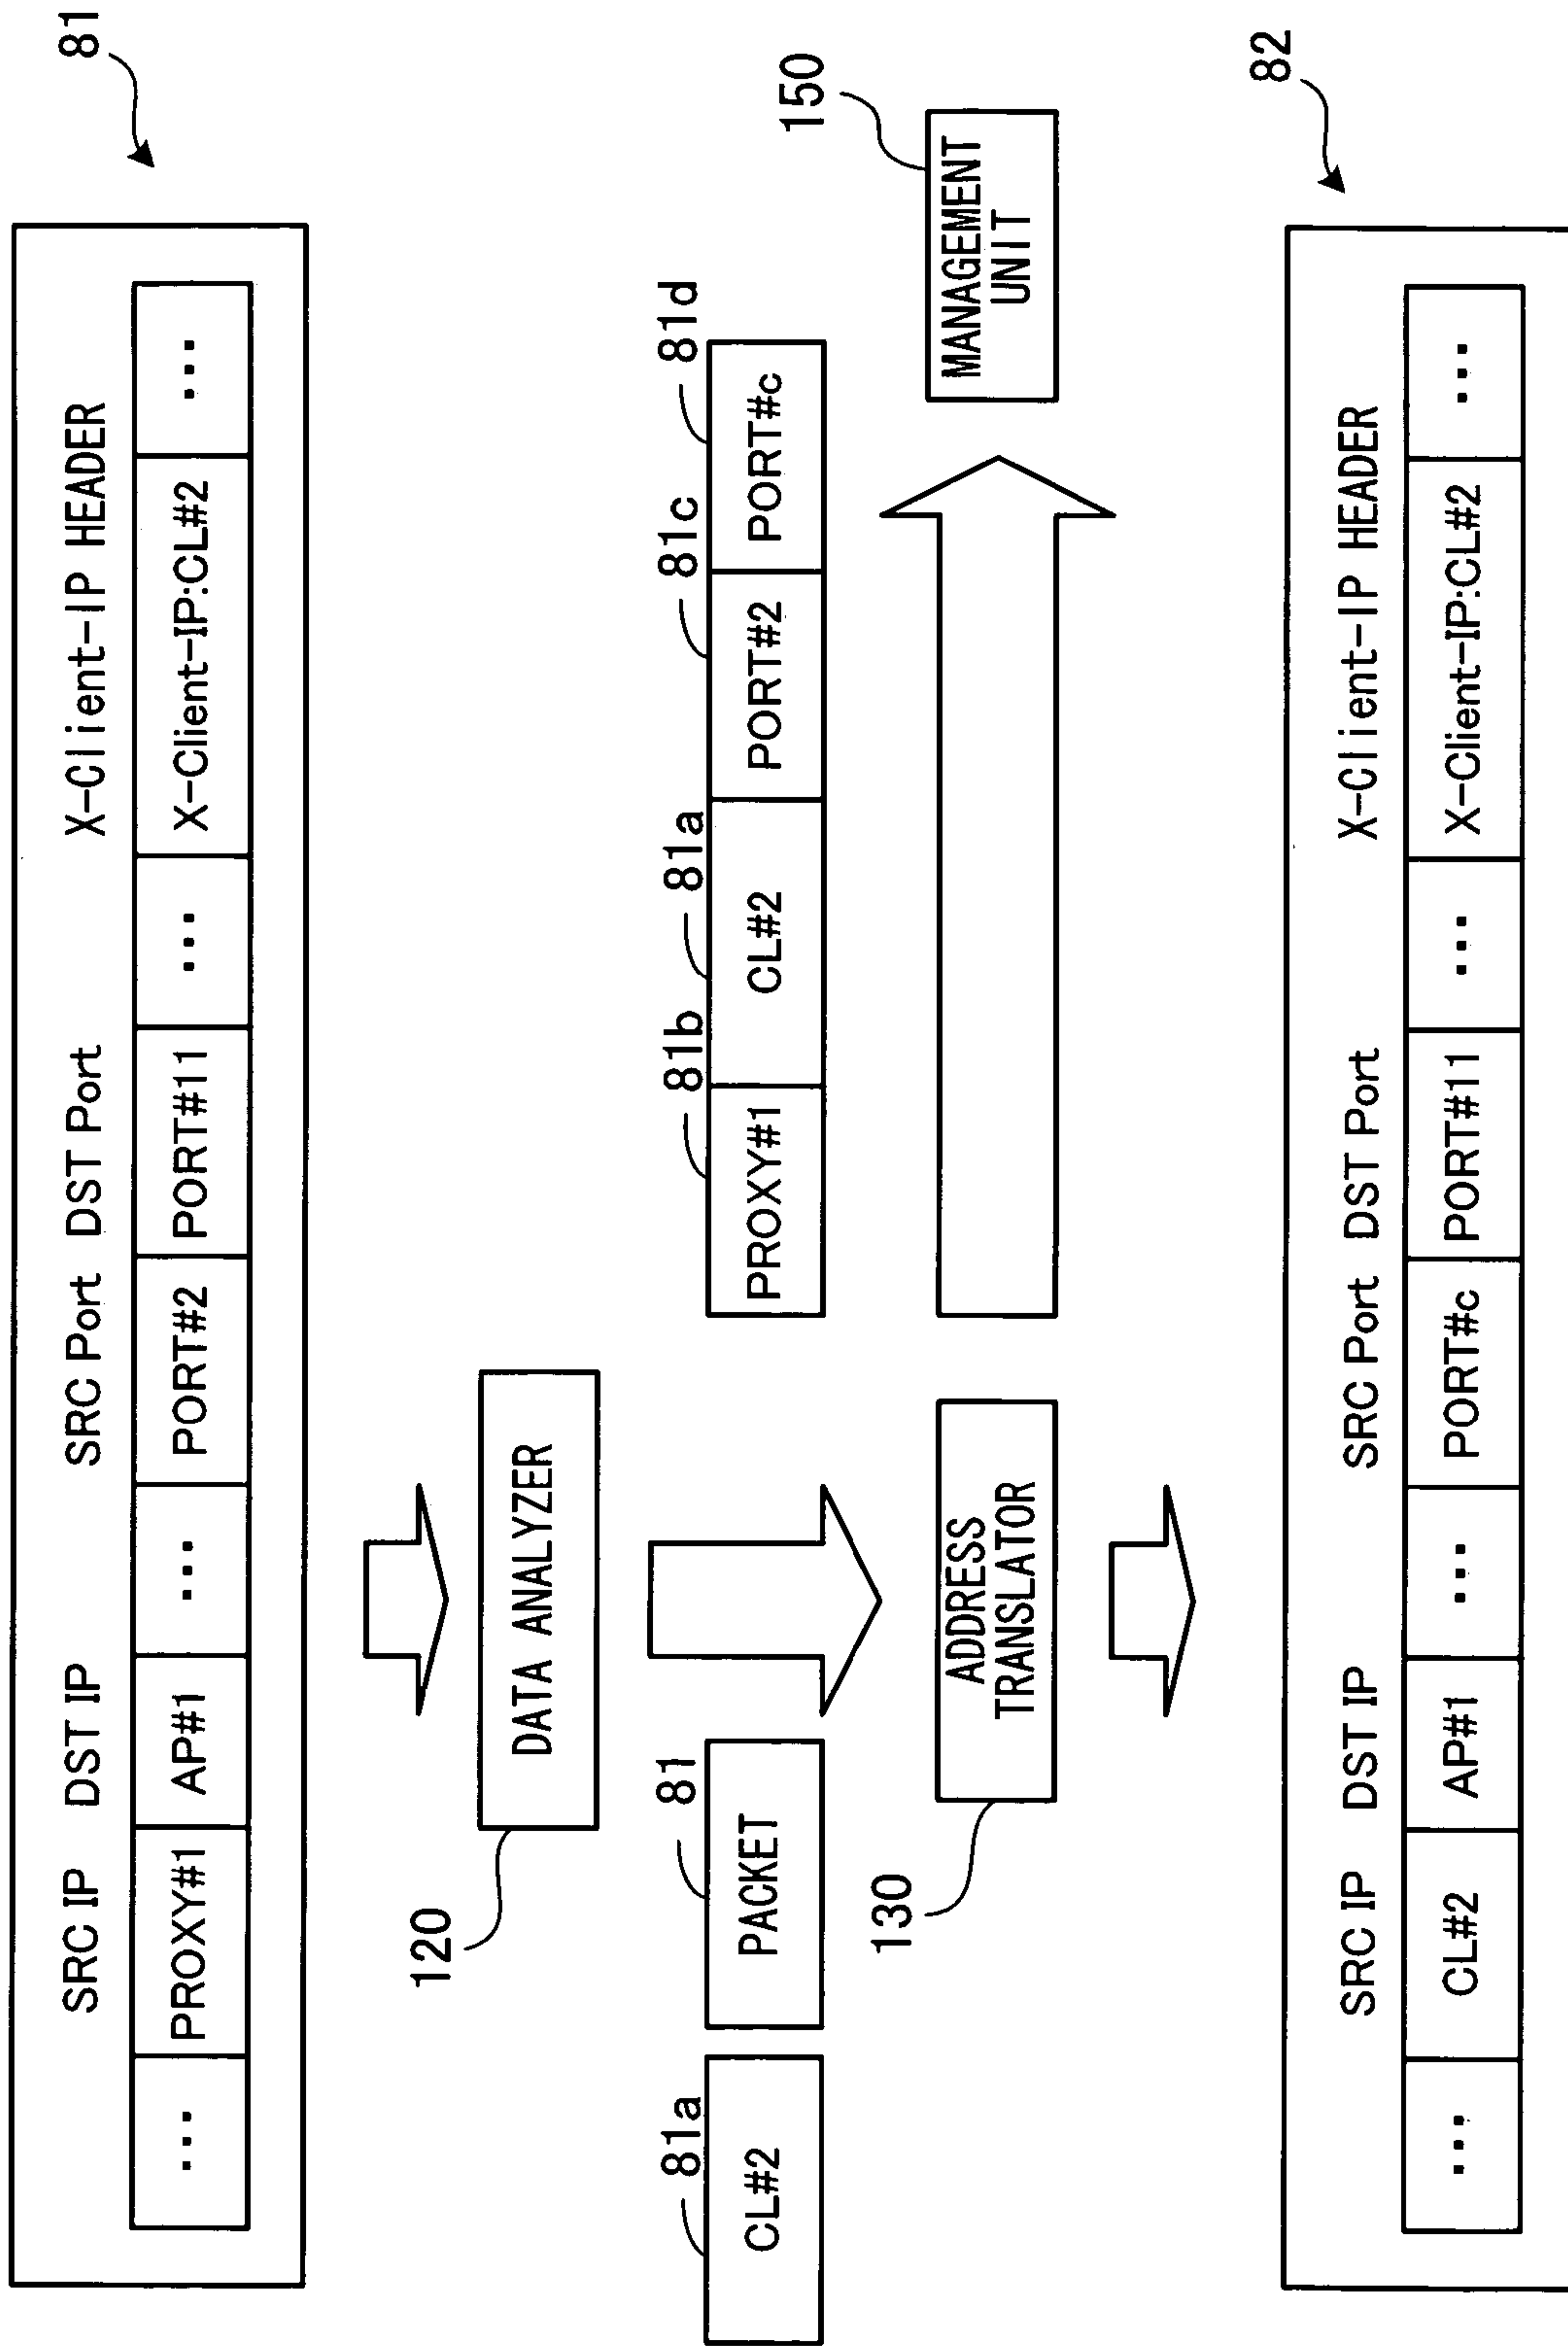 81
SRC IP DST IP SRC Port DST Port X-Client-IP HEADER
... PROXY#1 AP#1 ... PORT#2 PORT#11 ... X-Client-IP:CL#2 ...
120
DATA ANALYZER
81a 81 81b 81a 81c 81d
CL#2 PACKET PROXY#1 CL#2 PORT#2 PORT#c
130
ADDRESS
TRANSLATOR
150
MANAGEMENT
UNIT
82
SRC IP DST IP SRC Port DST Port X-Client-IP HEADER
... CL#2 AP#1 ... PORT#c PORT#11 ... X-Client-IP:CL#2 ...